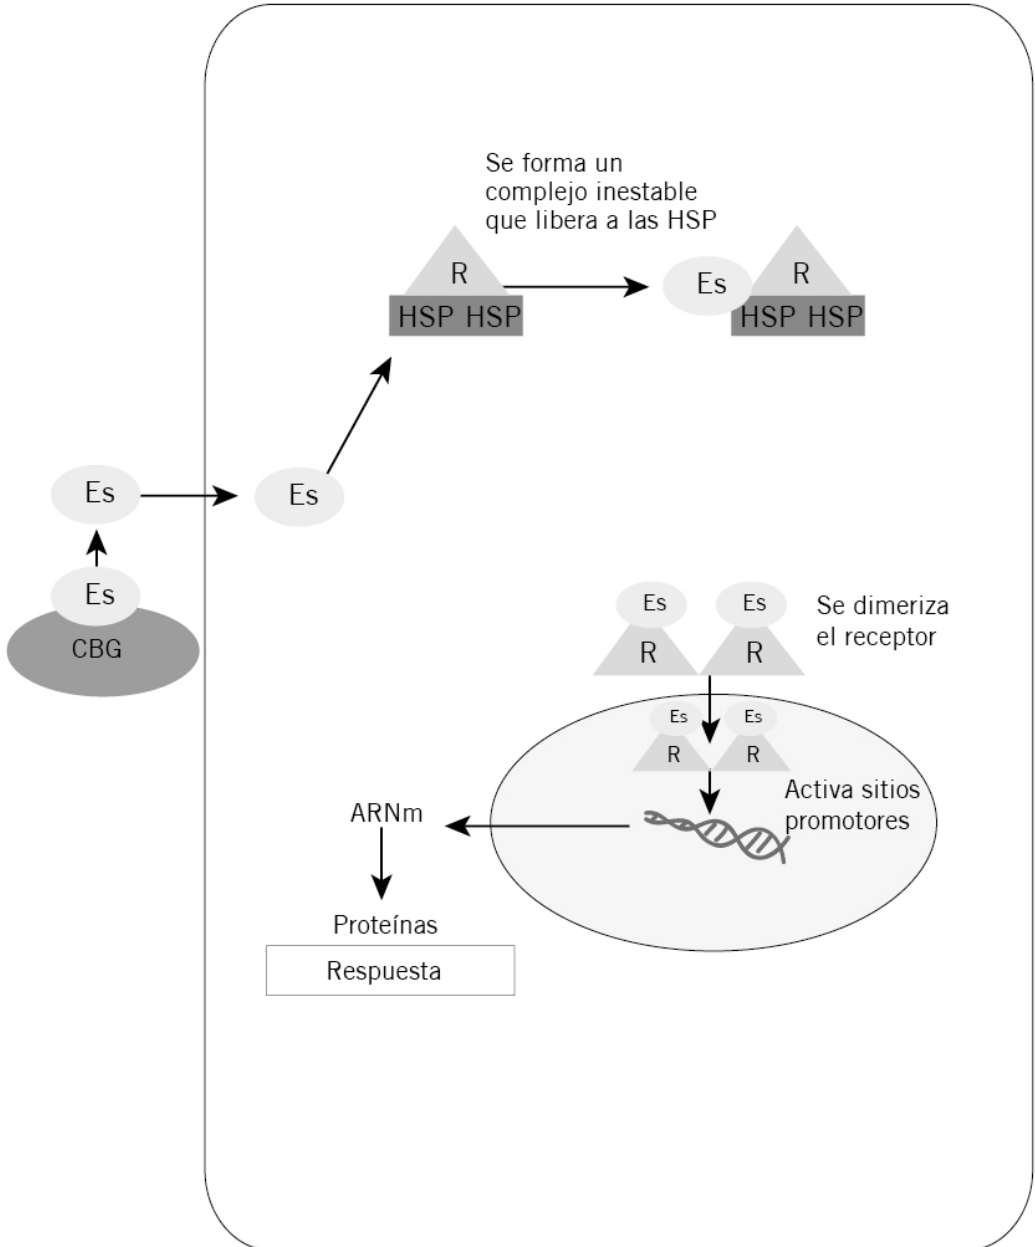 Se forma un
complejo inestable
que libera a las HSP
R
HSP HSP
Es
R
HSP HSP
Es
Es
Es
CBG
Es
Es
R
R
Se dimeriza
el receptor
Es
Es
R
R
Activa sitios
promotores
ARNm
Proteínas
Respuesta